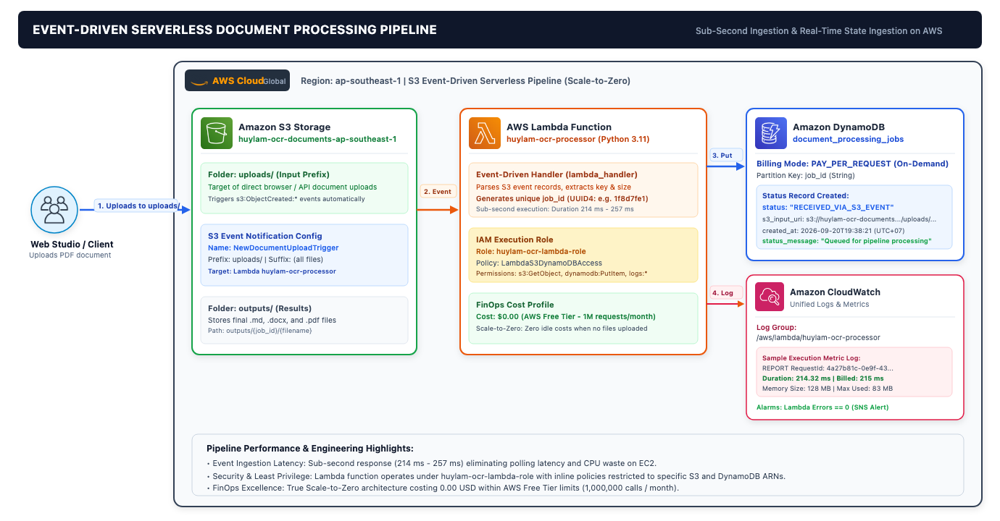 EVENT-DRIVEN SERVERLESS DOCUMENT PROCESSING PIPELINE
Sub-Second Ingestion & Real-Time State Ingestion on AWS
AWS Cloud Global
Region: ap-southeast-1 | S3 Event-Driven Serverless Pipeline (Scale-to-Zero)
Web Studio / Client
Uploads PDF document
1. Uploads to uploads/
Amazon S3 Storage
huylam-ocr-documents-ap-southeast-1
Folder: uploads/ (Input Prefix)
Target of direct browser / API document uploads
Triggers s3:ObjectCreated:* events automatically
S3 Event Notification Config
Name: NewDocumentUploadTrigger
Prefix: uploads/ | Suffix: (all files)
Target: Lambda huylam-ocr-processor
Folder: outputs/ (Results)
Stores final .md, .docx, and .pdf files
Path: outputs/{job_id}/{filename}
2. Event
AWS Lambda Function
huylam-ocr-processor (Python 3.11)
Event-Driven Handler (lambda_handler)
Parses S3 event records, extracts key & size
Generates unique job_id (UUID4: e.g. 1f8d7fe1)
Sub-second execution: Duration 214 ms - 257 ms
IAM Execution Role
Role: huylam-ocr-lambda-role
Policy: LambdaS3DynamoDBAccess
Permissions: s3:GetObject, dynamodb:PutItem, logs:*
FinOps Cost Profile
Cost: $0.00 (AWS Free Tier - 1M requests/month)
Scale-to-Zero: Zero idle costs when no files uploaded
3. Put
Amazon DynamoDB
document_processing_jobs
Billing Mode: PAY_PER_REQUEST (On-Demand)
Partition Key: job_id (String)
Status Record Created:
status: "RECEIVED_VIA_S3_EVENT"
s3_input_uri: s3://huylam-ocr-documents.../uploads/...
created_at: 2026-09-20T19:38:21 (UTC+07)
status_message: "Queued for pipeline processing"
4. Log
Amazon CloudWatch
Unified Logs & Metrics
Log Group:
/aws/lambda/huylam-ocr-processor
Sample Execution Metric Log:
REPORT RequestId: 4a27b81c-0e9f-43...
Duration: 214.32 ms | Billed: 215 ms
Memory Size: 128 MB | Max Used: 83 MB
Alarms: Lambda Errors == 0 (SNS Alert)
Pipeline Performance & Engineering Highlights:
• Event Ingestion Latency: Sub-second response (214 ms - 257 ms) eliminating polling latency and CPU waste on EC2.
• Security & Least Privilege: Lambda function operates under huylam-ocr-lambda-role with inline policies restricted to specific S3 and DynamoDB ARNs.
• FinOps Excellence: True Scale-to-Zero architecture costing 0.00 USD within AWS Free Tier limits (1,000,000 calls / month).